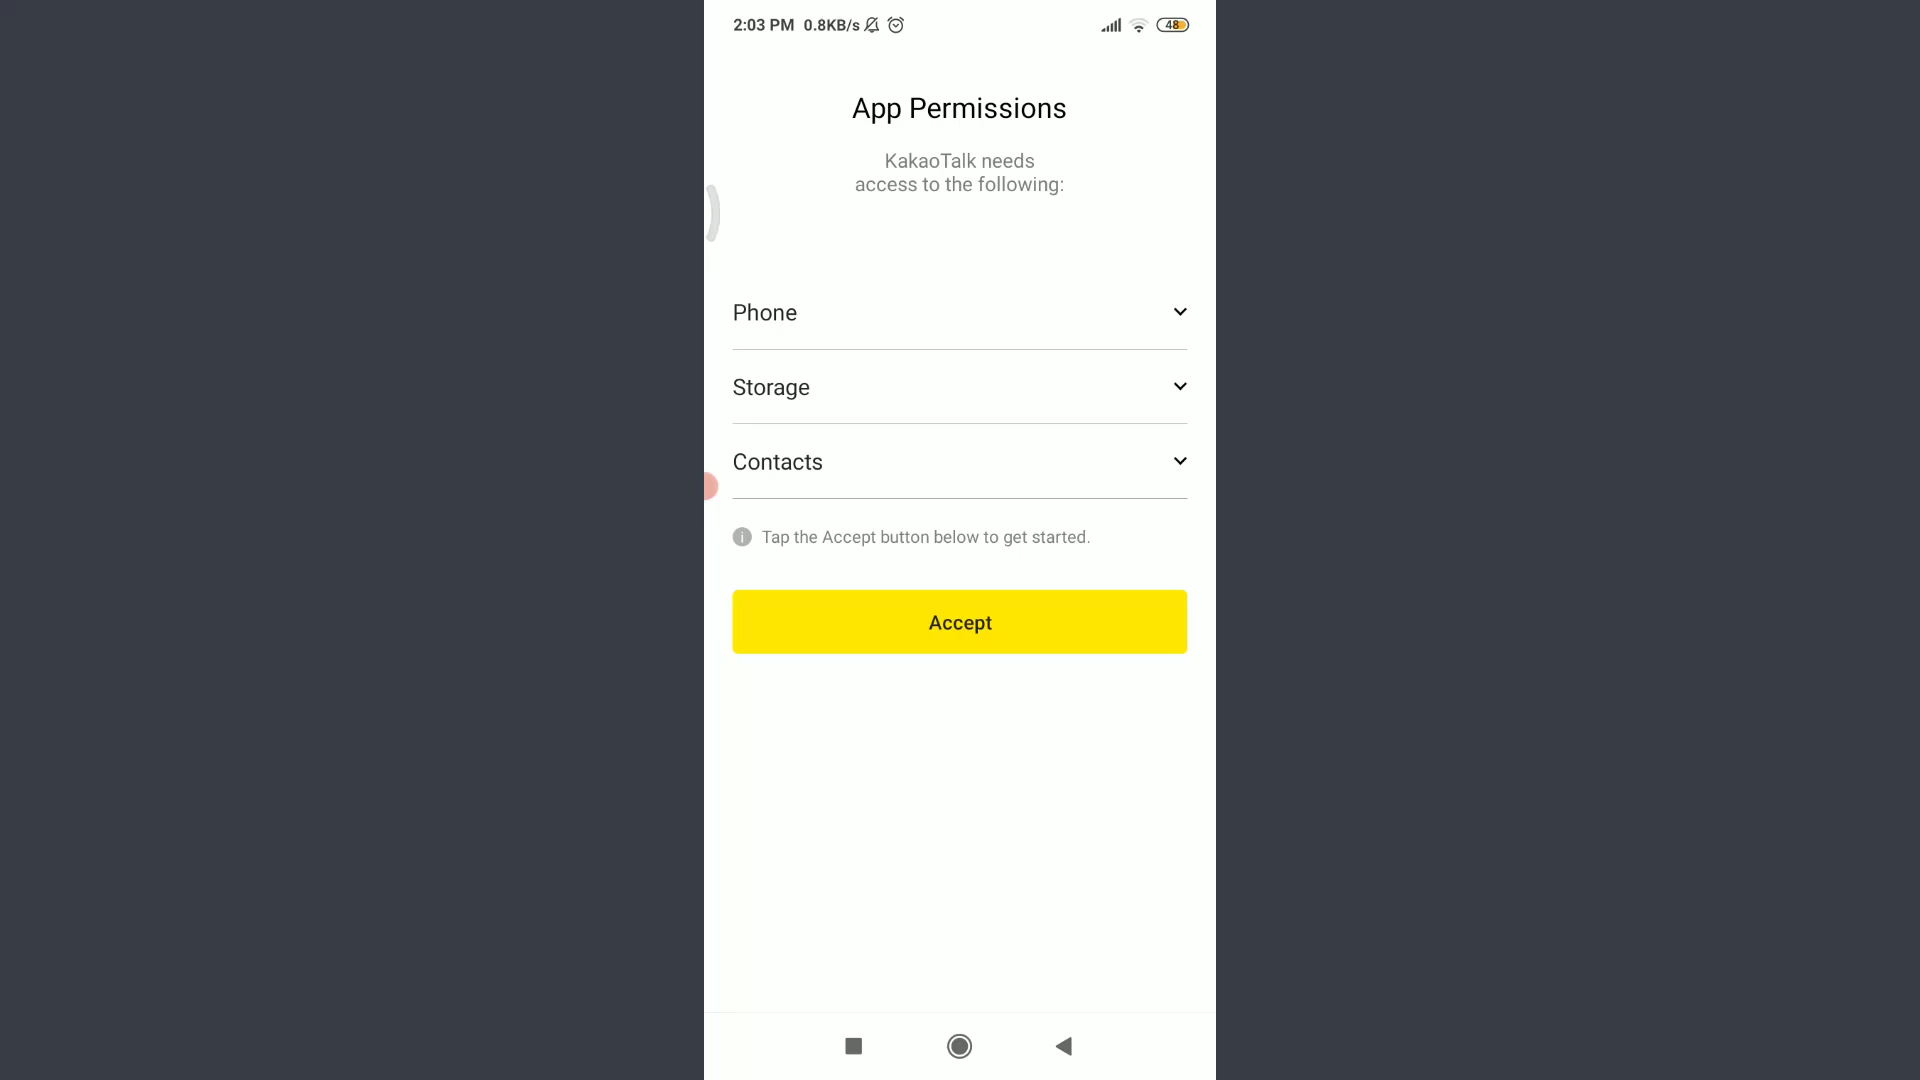 2:03 PM 0.8KB/s
48
App Permissions
KakaoTalk needs
access to the following:
Phone
Storage
Contacts
Tap the Accept button below to get started.
Accept